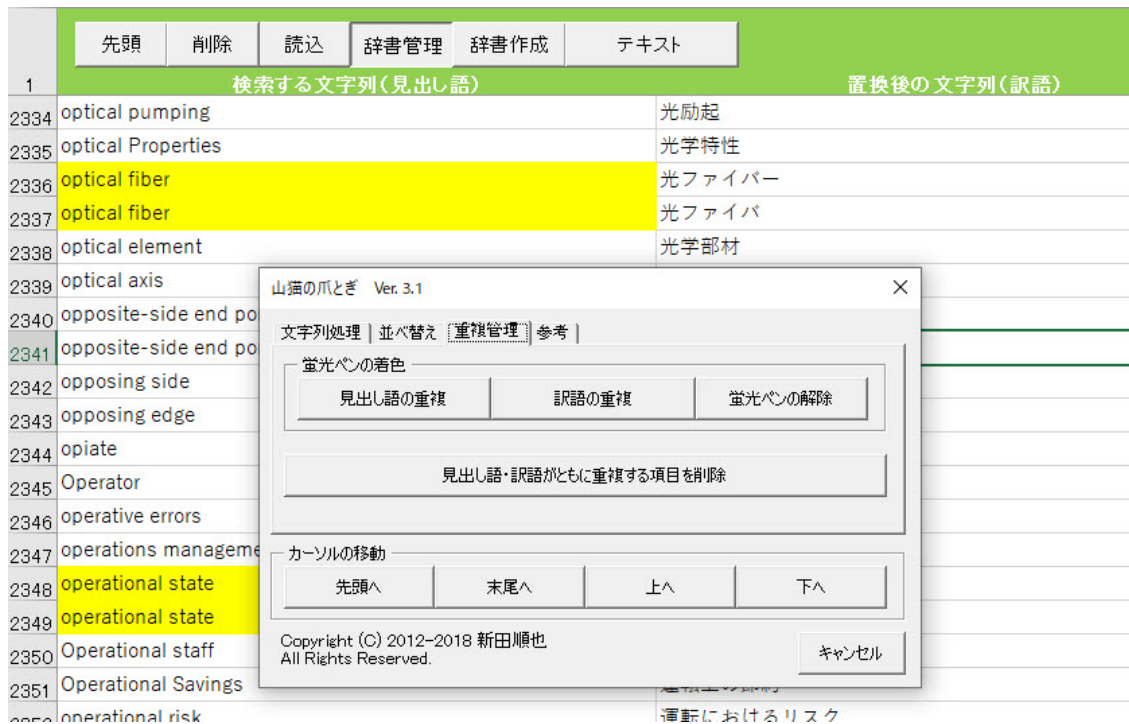 先頭 削除 読込 辞書管理 辞書作成 テキスト
1 検索する文字列(見出し語) 置換後の文字列(訳語)
2334 optical pumping 光励起
2335 optical Properties 光学特性
2336 optical fiber 光ファイバー
2337 optical fiber 光ファイバ
2338 optical element 光学部材
2339 optical axis
2340 opposite-side end po
2341 opposite-side end po
2342 opposing side
2343 opposing edge
2344 opiate
2345 Operator
2346 operative errors
2347 operations manageme
2348 operational state
2349 operational state
2350 Operational staff
2351 Operational Savings
operational risk 運転におけるリスク
山猫の爪とぎ Ver. 3.1
文字列処理 並べ替え 重複管理 参考
蛍光ペンの着色
見出し語の重複 訳語の重複 蛍光ペンの解除
見出し語・訳語がともに重複する項目を削除
カーソルの移動
先頭へ 末尾へ 上へ 下へ
Copyright (C) 2012-2018 新田順也
All Rights Reserved.
キャンセル